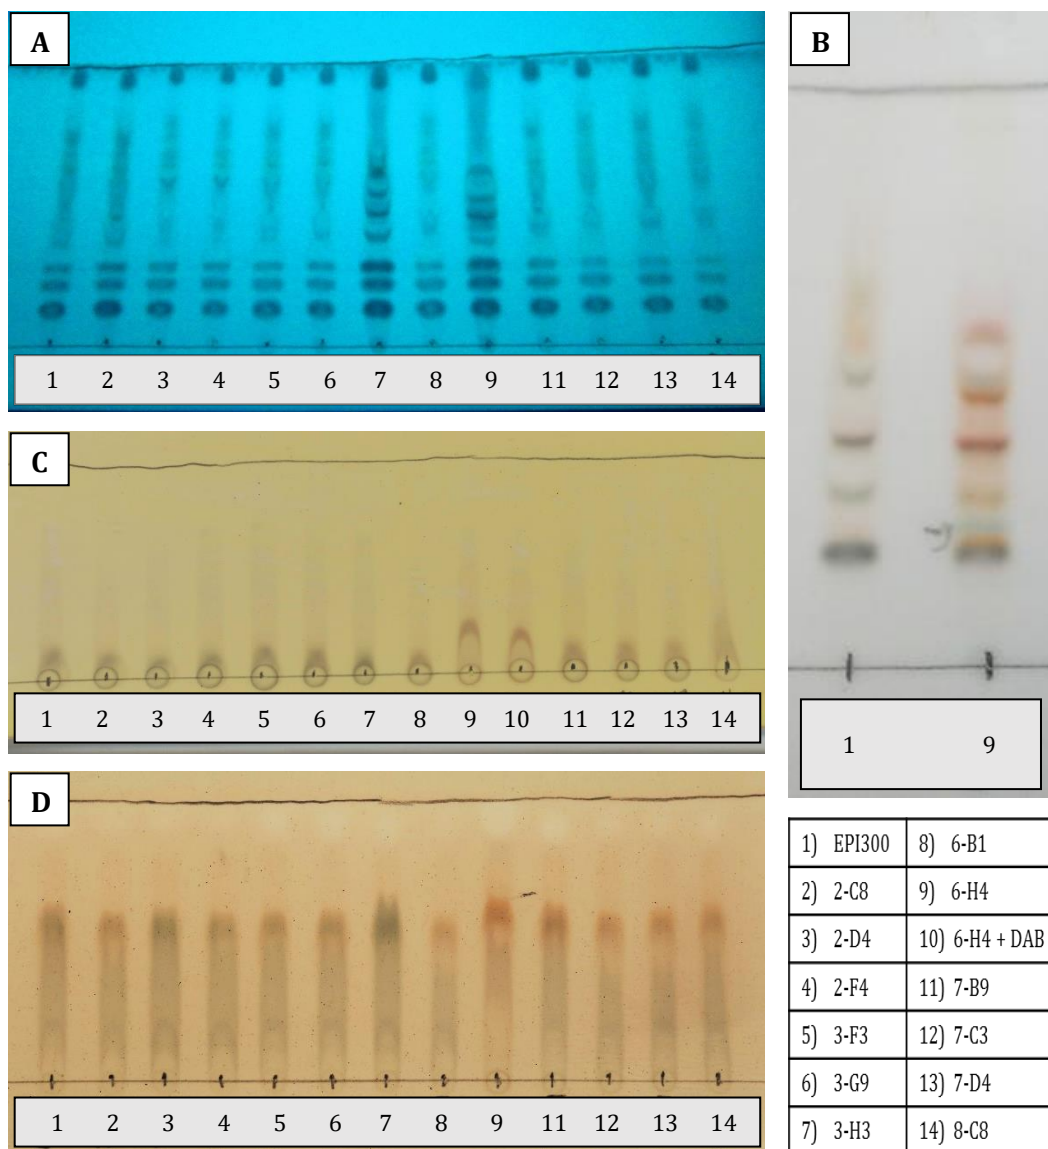 A
1 2 3 4 5 6 7 8 9 11 12 13 14
B
1 9
C
1 2 3 4 5 6 7 8 9 10 11 12 13 14
D
1 2 3 4 5 6 7 8 9 11 12 13 14
1) EPI300 8) 6-B1
2) 2-C8 9) 6-H4
3) 2-D4 10) 6-H4 + DAB
4) 2-F4 11) 7-B9
5) 3-F3 12) 7-C3
6) 3-G9 13) 7-D4
7) 3-H3 14) 8-C8